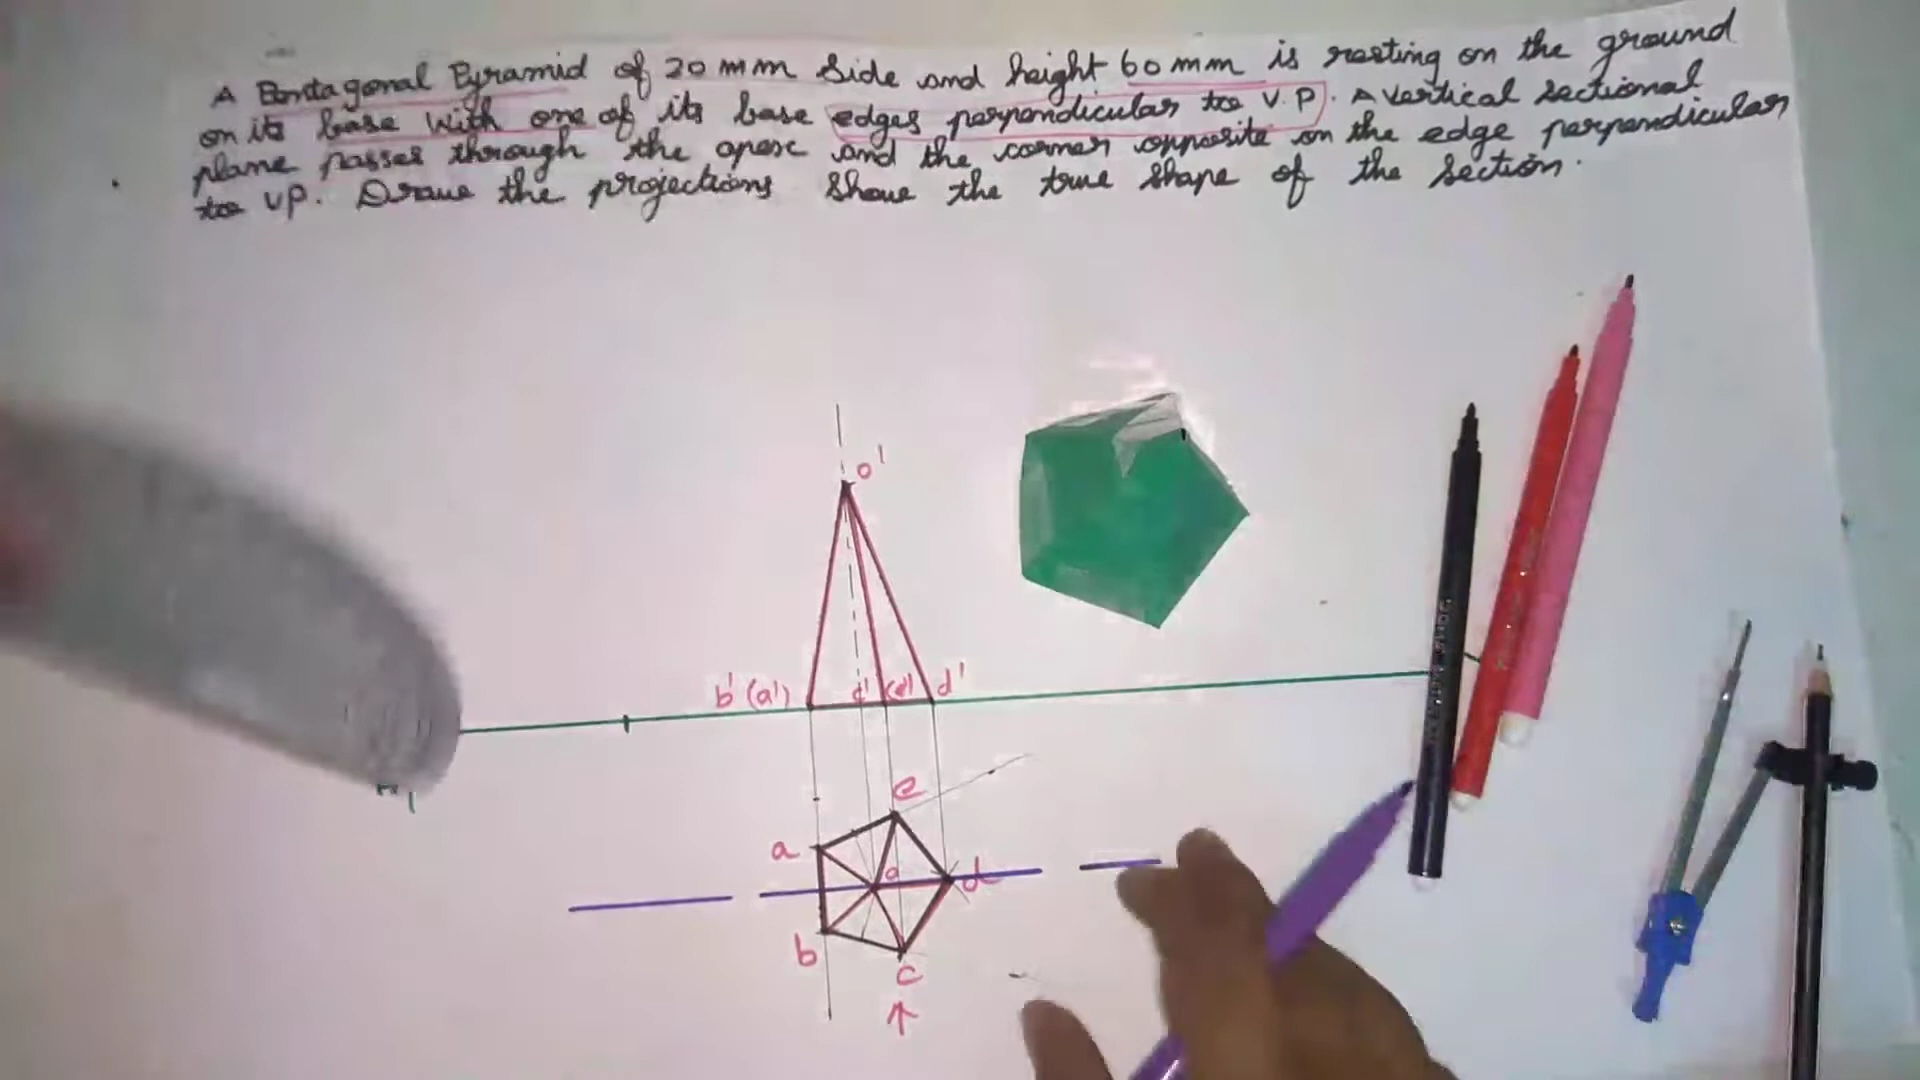 A Pentagonal Pyramid of 20 mm Side and height 60 mm is resting on the ground
on its base with one of its base edges perpendicular to V.P. A vertical sectional
plane passes through the apex and the corner opposite on the edge perpendicular
to VP. Draw the projections Show the true shape of the section.
o'
b' (a') c' (e') d'
e
a
o d
b
c